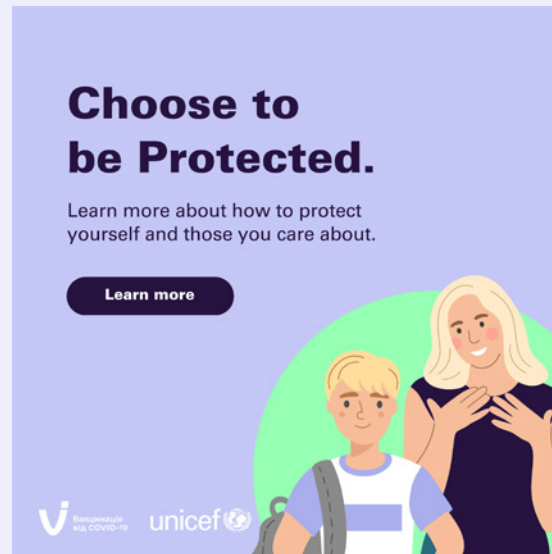 Choose to
be Protected.
Learn more about how to protect
yourself and those you care about.
Learn more
Вакцинація
від COVID-19
unicef